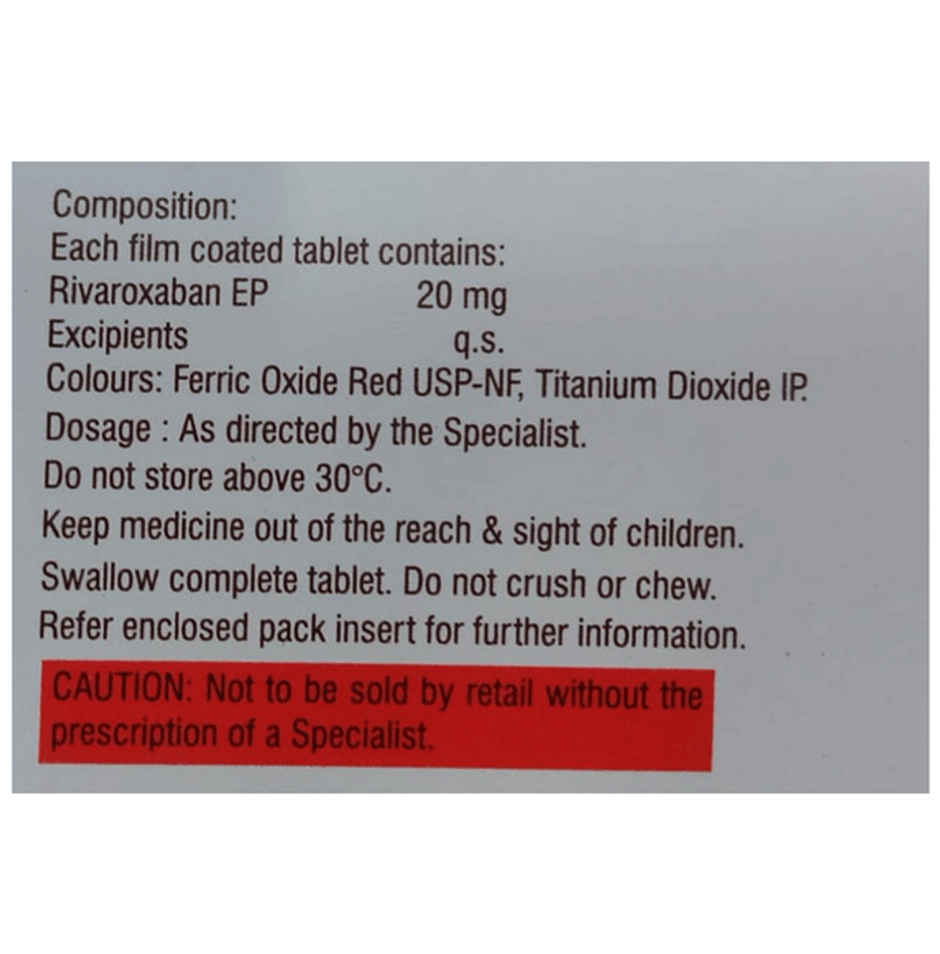 Composition:
Each film coated tablet contains:
Rivaroxaban EP 20 mg
Excipients q.s.
Colours: Ferric Oxide Red USP-NF, Titanium Dioxide IP.
Dosage : As directed by the Specialist.
Do not store above 30°C.
Keep medicine out of the reach & sight of children.
Swallow complete tablet. Do not crush or chew.
Refer enclosed pack insert for further information.
CAUTION: Not to be sold by retail without the
prescription of a Specialist.